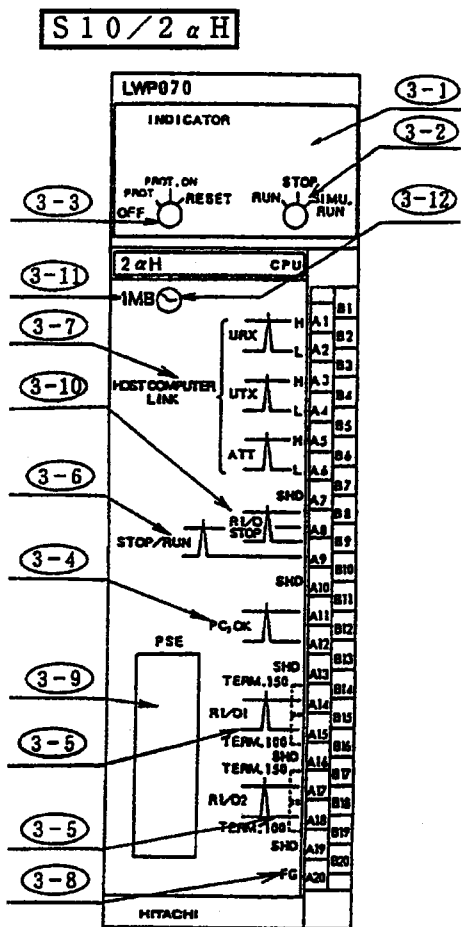 S10/2αH
LWP070
INDICATOR
3-1
3-2
PROT. ON
PROT
RESET
OFF
STOP
RUN
SIMU.
RUN
3-3
3-12
2αH CPU
3-11
1MB
3-7
HOST COMPUTER
LINK
URX H L
UTX H L
ATT H L
3-10
SHD
RI/O
STOP
3-6
STOP/RUN
SHD
3-4
PC,OK
PSE
SHD
3-9
TERM.150
RI/O1
3-5
TERM.100
SHD
TERM.150
RI/O2
3-5
TERM.100
SHD
3-8
FG
HITACHI
A1
A2
A3
A4
A5
A6
A7
A8
A9
A10
A11
A12
A13
A14
A15
A16
A17
A18
A19
A20
B1
B2
B3
B4
B5
B6
B7
B8
B9
B10
B11
B12
B13
B14
B15
B16
B17
B18
B19
B20